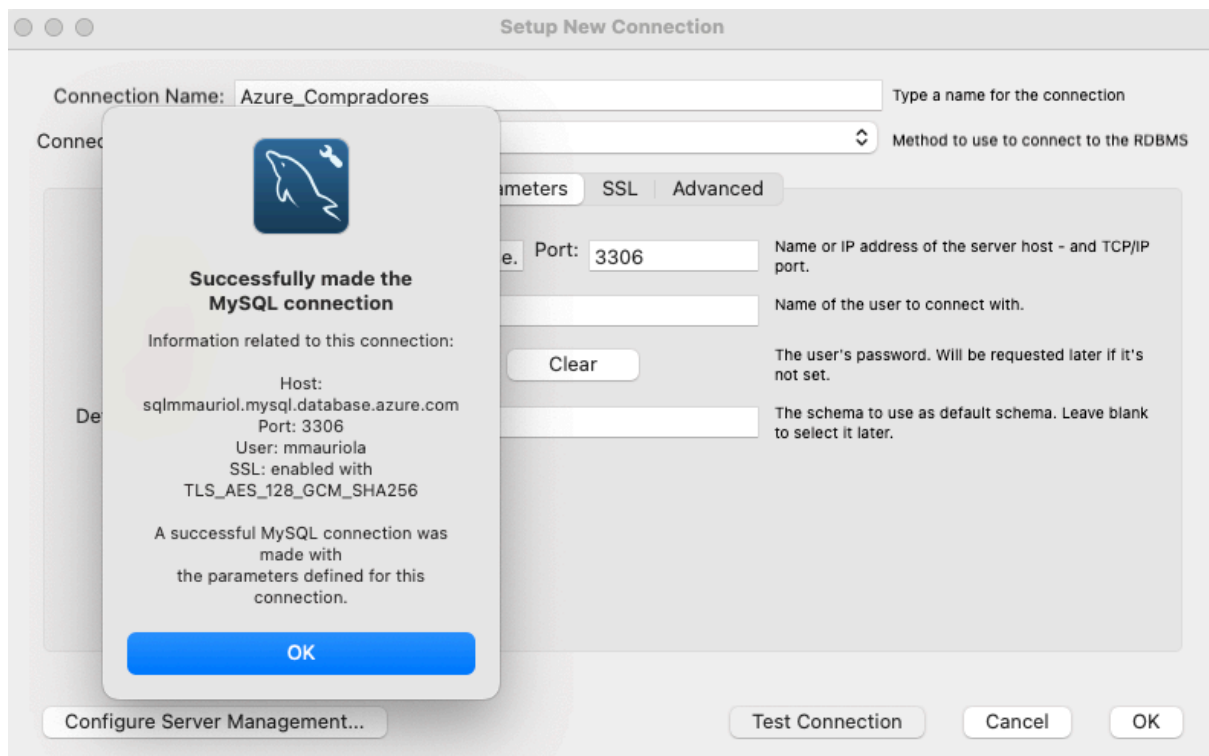 Setup New Connection
Connection Name: Azure_Compradores Type a name for the connection
Connec Method to use to connect to the RDBMS
ameters SSL Advanced
e. Port: 3306 Name or IP address of the server host - and TCP/IP
port.
Name of the user to connect with.
Clear The user's password. Will be requested later if it's
not set.
De The schema to use as default schema. Leave blank
to select it later.
Successfully made the
MySQL connection
Information related to this connection:
Host:
sqlmmauriol.mysql.database.azure.com
Port: 3306
User: mmauriola
SSL: enabled with
TLS_AES_128_GCM_SHA256
A successful MySQL connection was
made with
the parameters defined for this
connection.
OK
Configure Server Management... Test Connection Cancel OK